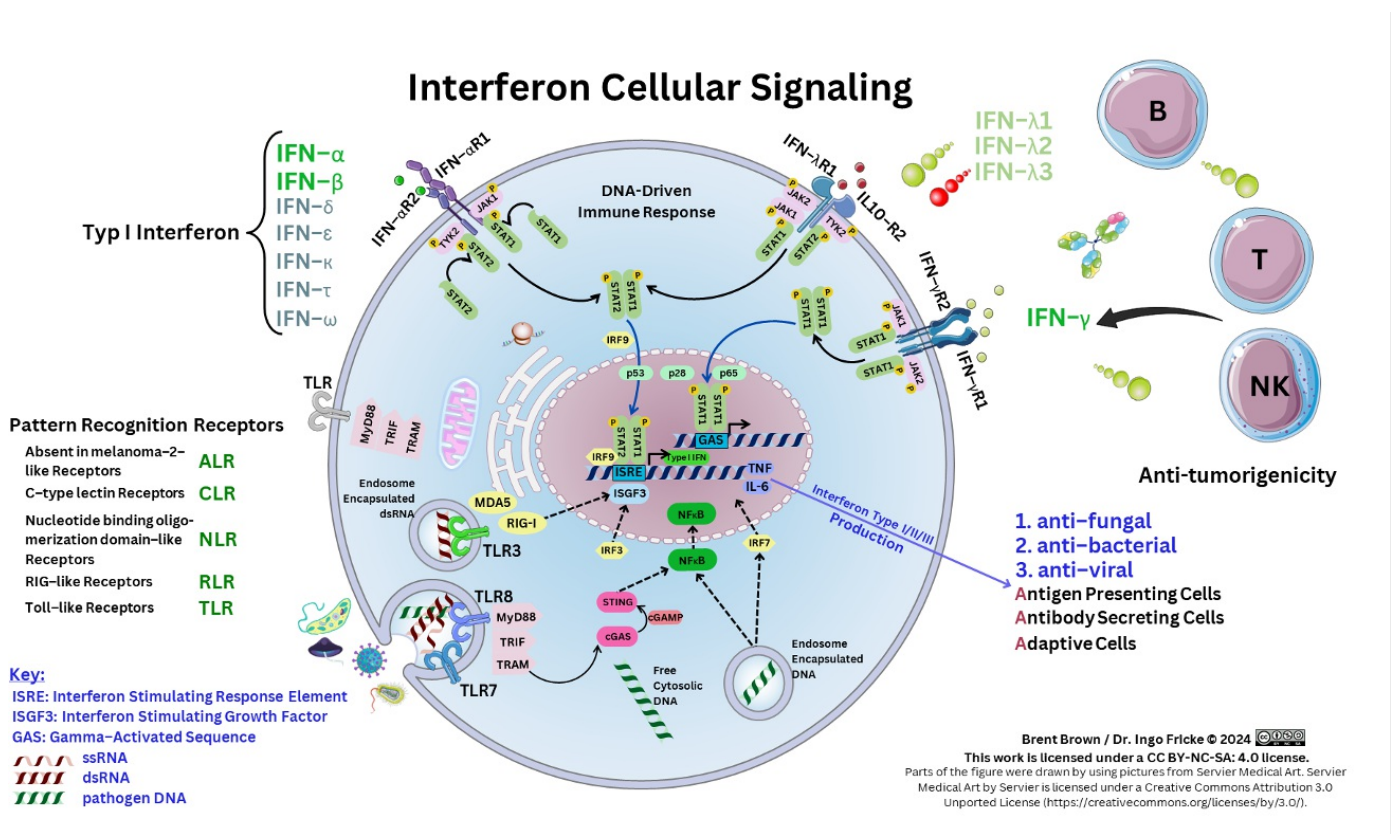 Interferon Cellular Signaling
IFN-α
IFN-β
IFN-δ
IFN-ε
IFN-κ
IFN-τ
IFN-ω
Typ I Interferon
IFN-αR1
IFN-αR2
P
JAK1
P
TYK2
P
STAT1
P
STAT2
STAT1
STAT2
DNA-Driven
Immune Response
IFN-λR1
IL10-R2
P
JAK2
P
JAK1
TYK2
P
P
STAT1
STAT2
P
IFN-λ1
IFN-λ2
IFN-λ3
B
T
NK
IFN-γ
Anti-tumorigenicity
IFN-γR2
IFN-γR1
JAK1
P
P
STAT1
STAT1
P
JAK2
P
P
P
STAT1
STAT1
P
P
STAT2
STAT1
IRF9
p53
p28
p65
P
P
STAT1
STAT1
GAS
P
P
STAT2
STAT1
IRF9
ISRE
Type I IFN
TNF
IL-6
ISGF3
NFκB
NFκB
IRF3
IRF7
TLR
MyD88
TRIF
TRAM
Endosome
Encapsulated
dsRNA
MDA5
RIG-I
TLR3
TLR8
TLR7
MyD88
TRIF
TRAM
STING
cGAMP
cGAS
Free
Cytosolic
DNA
Endosome
Encapsulated
DNA
Interferon Type I/II/III
Production
1. anti-fungal
2. anti-bacterial
3. anti-viral
Antigen Presenting Cells
Antibody Secreting Cells
Adaptive Cells
Pattern Recognition Receptors
Absent in melanoma-2-
like Receptors
ALR
C-type lectin Receptors CLR
Nucleotide binding oligo-
merization domain-like
Receptors
NLR
RIG-like Receptors RLR
Toll-like Receptors TLR
Key:
ISRE: Interferon Stimulating Response Element
ISGF3: Interferon Stimulating Growth Factor
GAS: Gamma-Activated Sequence
ssRNA
dsRNA
pathogen DNA
Brent Brown / Dr. Ingo Fricke © 2024
This work is licensed under a CC BY-NC-SA: 4.0 license.
Parts of the figure were drawn by using pictures from Servier Medical Art. Servier
Medical Art by Servier is licensed under a Creative Commons Attribution 3.0
Unported License (https://creativecommons.org/licenses/by/3.0/).